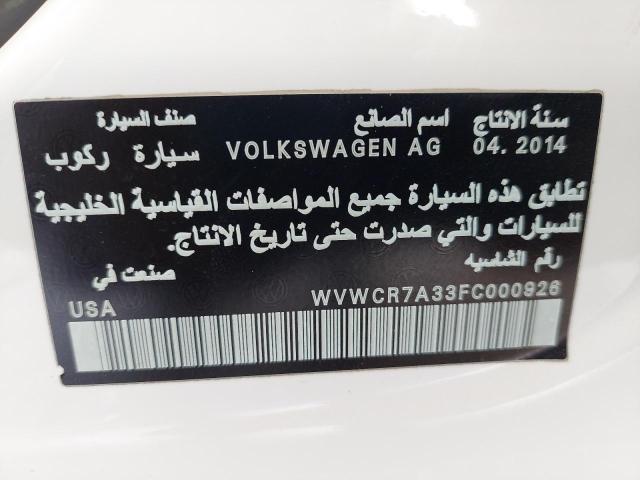 سنة الانتاج اسم الصانع صنف السيارة
04. 2014 VOLKSWAGEN AG سيارة ركوب
تطابق هذه السيارة جميع المواصفات القياسية الخليجية
للسيارات والتي صدرت حتى تاريخ الانتاج.
رقم الشاسيه صنعت في
WVWCR7A33FC000926 USA